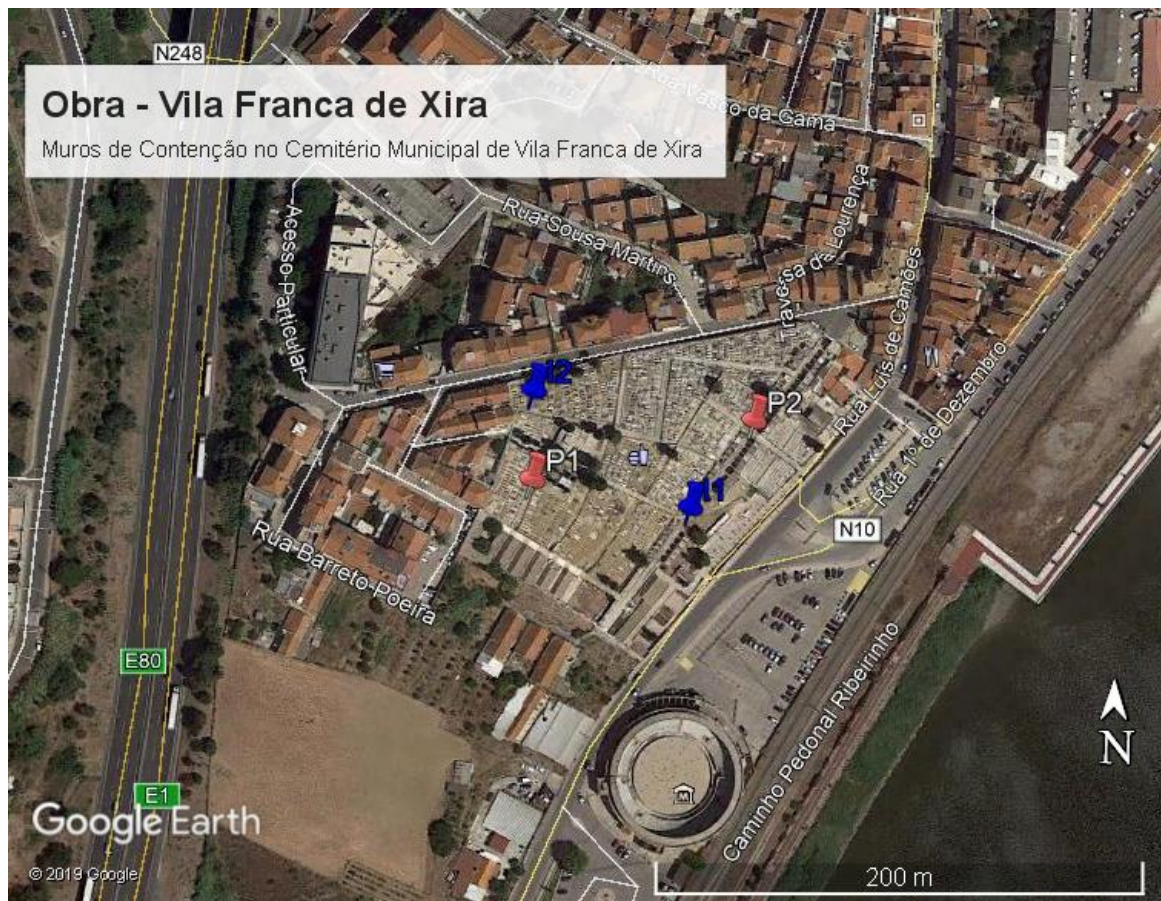 N248
Obra - Vila Franca de Xira
Muros de Contenção no Cemitério Municipal de Vila Franca de Xira
Rua Vasco da Gama
Acesso-Particular
Rua-Sousa-Martins
Travessa da Lourença
Rua Luís de Camões
Rua 1º de Dezembro
I2
P2
P1
I1
N10
Rua-Barreto-Poeira
E80
Caminho Pedonal Ribeirinho
N
E1
Google Earth
© 2019 Google
200 m